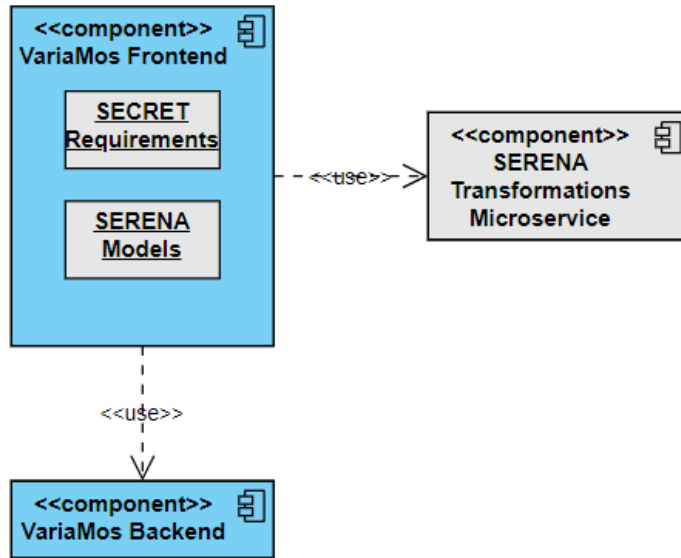 <<component>>
VariaMos Frontend
SECRET
Requirements
SERENA
Models
<<use>>
<<component>>
SERENA
Transformations
Microservice
<<use>>
<<component>>
VariaMos Backend